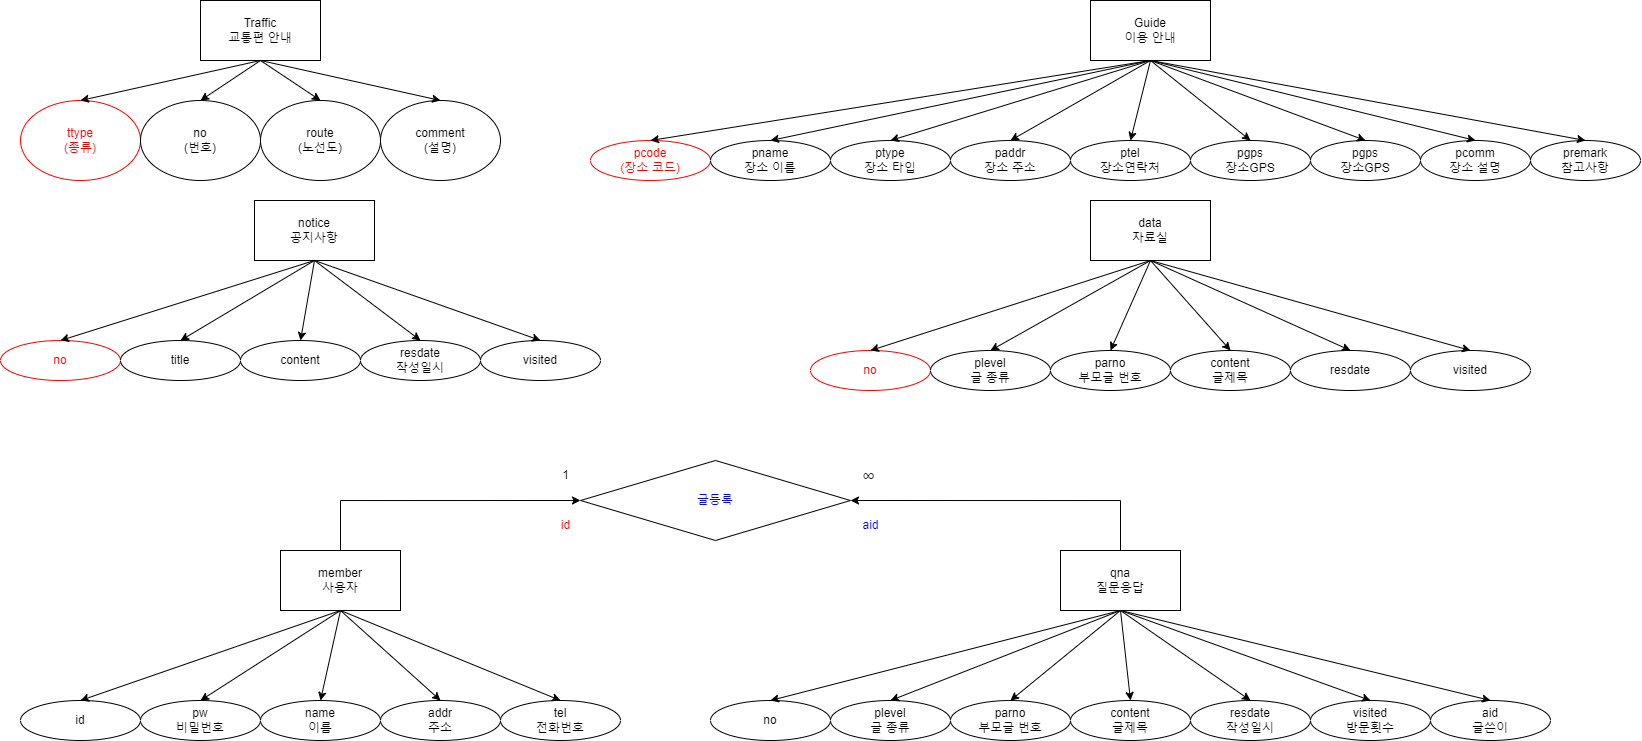 Traffic
교통편 안내
Guide
이용 안내
ttype
(종류)
no
(번호)
route
(노선도)
comment
(설명)
pcode
(장소 코드)
pname
장소 이름
ptype
장소 타입
paddr
장소 주소
ptel
장소연락처
pgps
장소GPS
pgps
장소GPS
pcomm
장소 설명
premark
참고사항
notice
공지사항
data
자료실
no
title
content
resdate
작성일시
visited
no
plevel
글 종류
parno
부모글 번호
content
글제목
resdate
visited
1
∞
글등록
id
aid
member
사용자
qna
질문응답
id
pw
비밀번호
name
이름
addr
주소
tel
전화번호
no
plevel
글 종류
parno
부모글 번호
content
글제목
resdate
작성일시
visited
방문횟수
aid
글쓴이